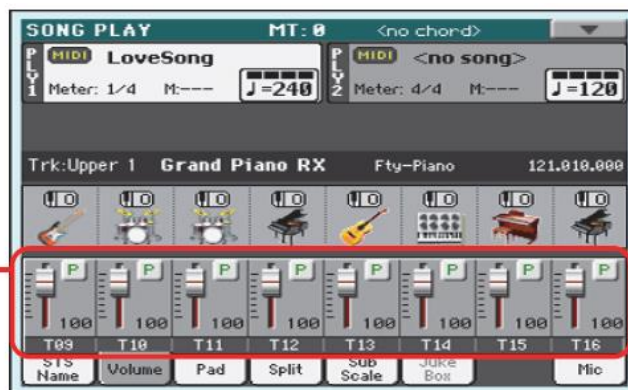 SONG PLAY MT: 0 <no chord>
PLY1 MIDI LoveSong
Meter: 1/4 M:--- ♩=240
PLY2 MIDI <no song>
Meter: 4/4 M:--- ♩=120
Trk:Upper 1 Grand Piano RX Fty-Piano 121.010.000
P P P P P P P P
100 100 100 100 100 100 100 100
T09 T10 T11 T12 T13 T14 T15 T16
STS Name Volume Pad Split Sub Scale Juke Box Mic